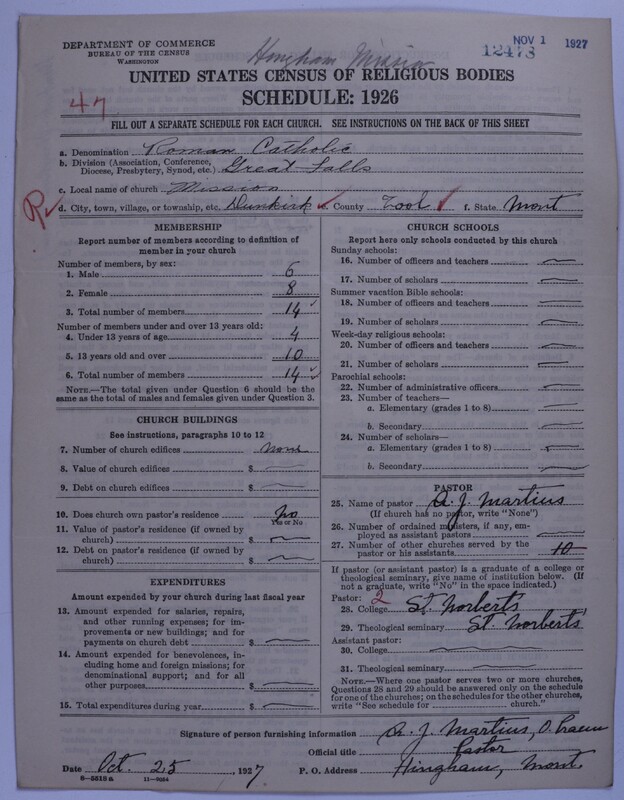 DEPARTMENT OF COMMERCE
BUREAU OF THE CENSUS
WASHINGTON
Hingham Mission
NOV 1 1927
12473
UNITED STATES CENSUS OF RELIGIOUS BODIES
SCHEDULE: 1926
47
FILL OUT A SEPARATE SCHEDULE FOR EACH CHURCH. SEE INSTRUCTIONS ON THE BACK OF THIS SHEET
a. Denomination Roman Catholic
b. Division (Association, Conference, Diocese, Presbytery, Synod, etc.) Great Falls
c. Local name of church Mission
R
d. City, town, village, or township, etc. Dunkirk e. County Tool f. State Mont
MEMBERSHIP
Report number of members according to definition of
member in your church
Number of members, by sex:
1. Male 6
2. Female 8
3. Total number of members 14
Number of members under and over 13 years old:
4. Under 13 years of age 4
5. 13 years old and over 10
6. Total number of members 14
NOTE.—The total given under Question 6 should be
same as the total of males and females given under Question 3.
CHURCH BUILDINGS
See instructions, paragraphs 10 to 12
7. Number of church edifices none
8. Value of church edifices $
9. Debt on church edifices $
10. Does church own pastor's residence? No
Yes or No
11. Value of pastor's residence (if owned by
church) $
12. Debt on pastor's residence (if owned by
church) $
EXPENDITURES
Amount expended by your church during last fiscal year
13. Amount expended for salaries, repairs,
and other running expenses; for im-
provements or new buildings; and for
payments on church debt $
14. Amount expended for benevolences, in-
cluding home and foreign missions; for
denominational support; and for all
other purposes $
15. Total expenditures during year $
CHURCH SCHOOLS
Report here only schools conducted by this church
Sunday schools:
16. Number of officers and teachers
17. Number of scholars
Summer vacation Bible schools:
18. Number of officers and teachers
19. Number of scholars
Week-day religious schools:
20. Number of officers and teachers
21. Number of scholars
Parochial schools:
22. Number of administrative officers
23. Number of teachers—
a. Elementary (grades 1 to 8)
b. Secondary
24. Number of scholars—
a. Elementary (grades 1 to 8)
b. Secondary
PASTOR
25. Name of pastor A. J. Martius
(If church has no pastor, write "None")
26. Number of ordained ministers, if any, em-
ployed as assistant pastors
27. Number of other churches served by the
pastor or his assistants 10
If pastor (or assistant pastor) is a graduate of a college or
theological seminary, give name of institution below. (If
not a graduate, write "No" in the space indicated.)
Pastor: 2
28. College St. Norberts
29. Theological seminary St. Norberts
Assistant pastor:
30. College
31. Theological seminary
NOTE.—Where one pastor serves two or more churches,
Questions 28 and 29 should be answered only on the schedule
for one of the churches; on the schedules for the other churches,
write "See schedule for church."
Signature of person furnishing information A. J. Martius, O. Praem
Official title Pastor
Date Oct. 25, 1927 P. O. Address Hingham, Mont.
8-5518a 11-9054